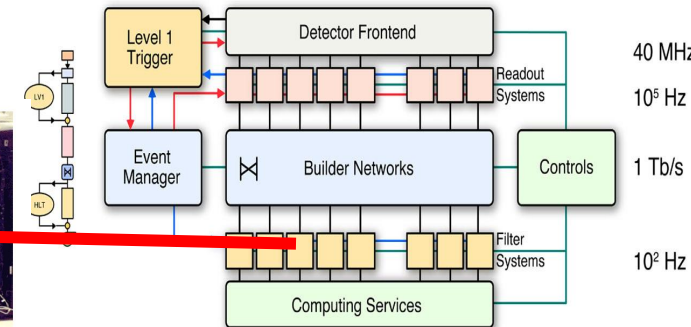 Level 1
Trigger
Detector Frontend
40 MHz
Readout
Systems
10⁵ Hz
LV1
Event
Manager
Builder Networks
Controls
1 Tb/s
HLT
Filter
Systems
10² Hz
Computing Services